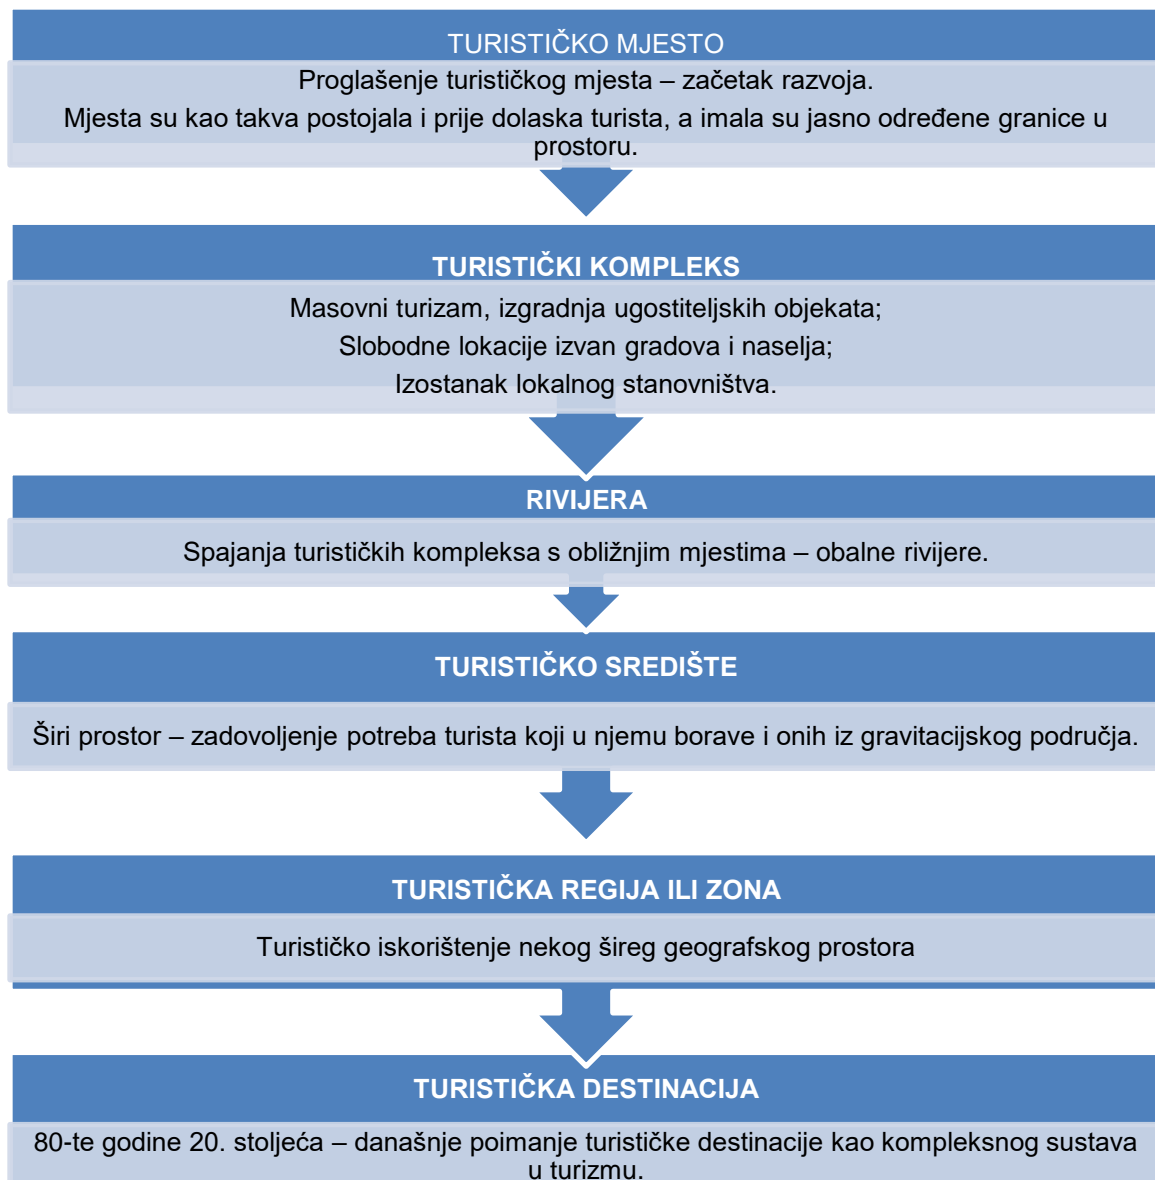 TURISTIČKO MJESTO
Proglašenje turističkog mjesta – začetak razvoja.
Mjesta su kao takva postojala i prije dolaska turista, a imala su jasno određene granice u
prostoru.
TURISTIČKI KOMPLEKS
Masovni turizam, izgradnja ugostiteljskih objekata;
Slobodne lokacije izvan gradova i naselja;
Izostanak lokalnog stanovništva.
RIVIJERA
Spajanja turističkih kompleksa s obližnjim mjestima – obalne rivijere.
TURISTIČKO SREDIŠTE
Širi prostor – zadovoljenje potreba turista koji u njemu borave i onih iz gravitacijskog područja.
TURISTIČKA REGIJA ILI ZONA
Turističko iskorištenje nekog šireg geografskog prostora
TURISTIČKA DESTINACIJA
80-te godine 20. stoljeća – današnje poimanje turističke destinacije kao kompleksnog sustava
u turizmu.